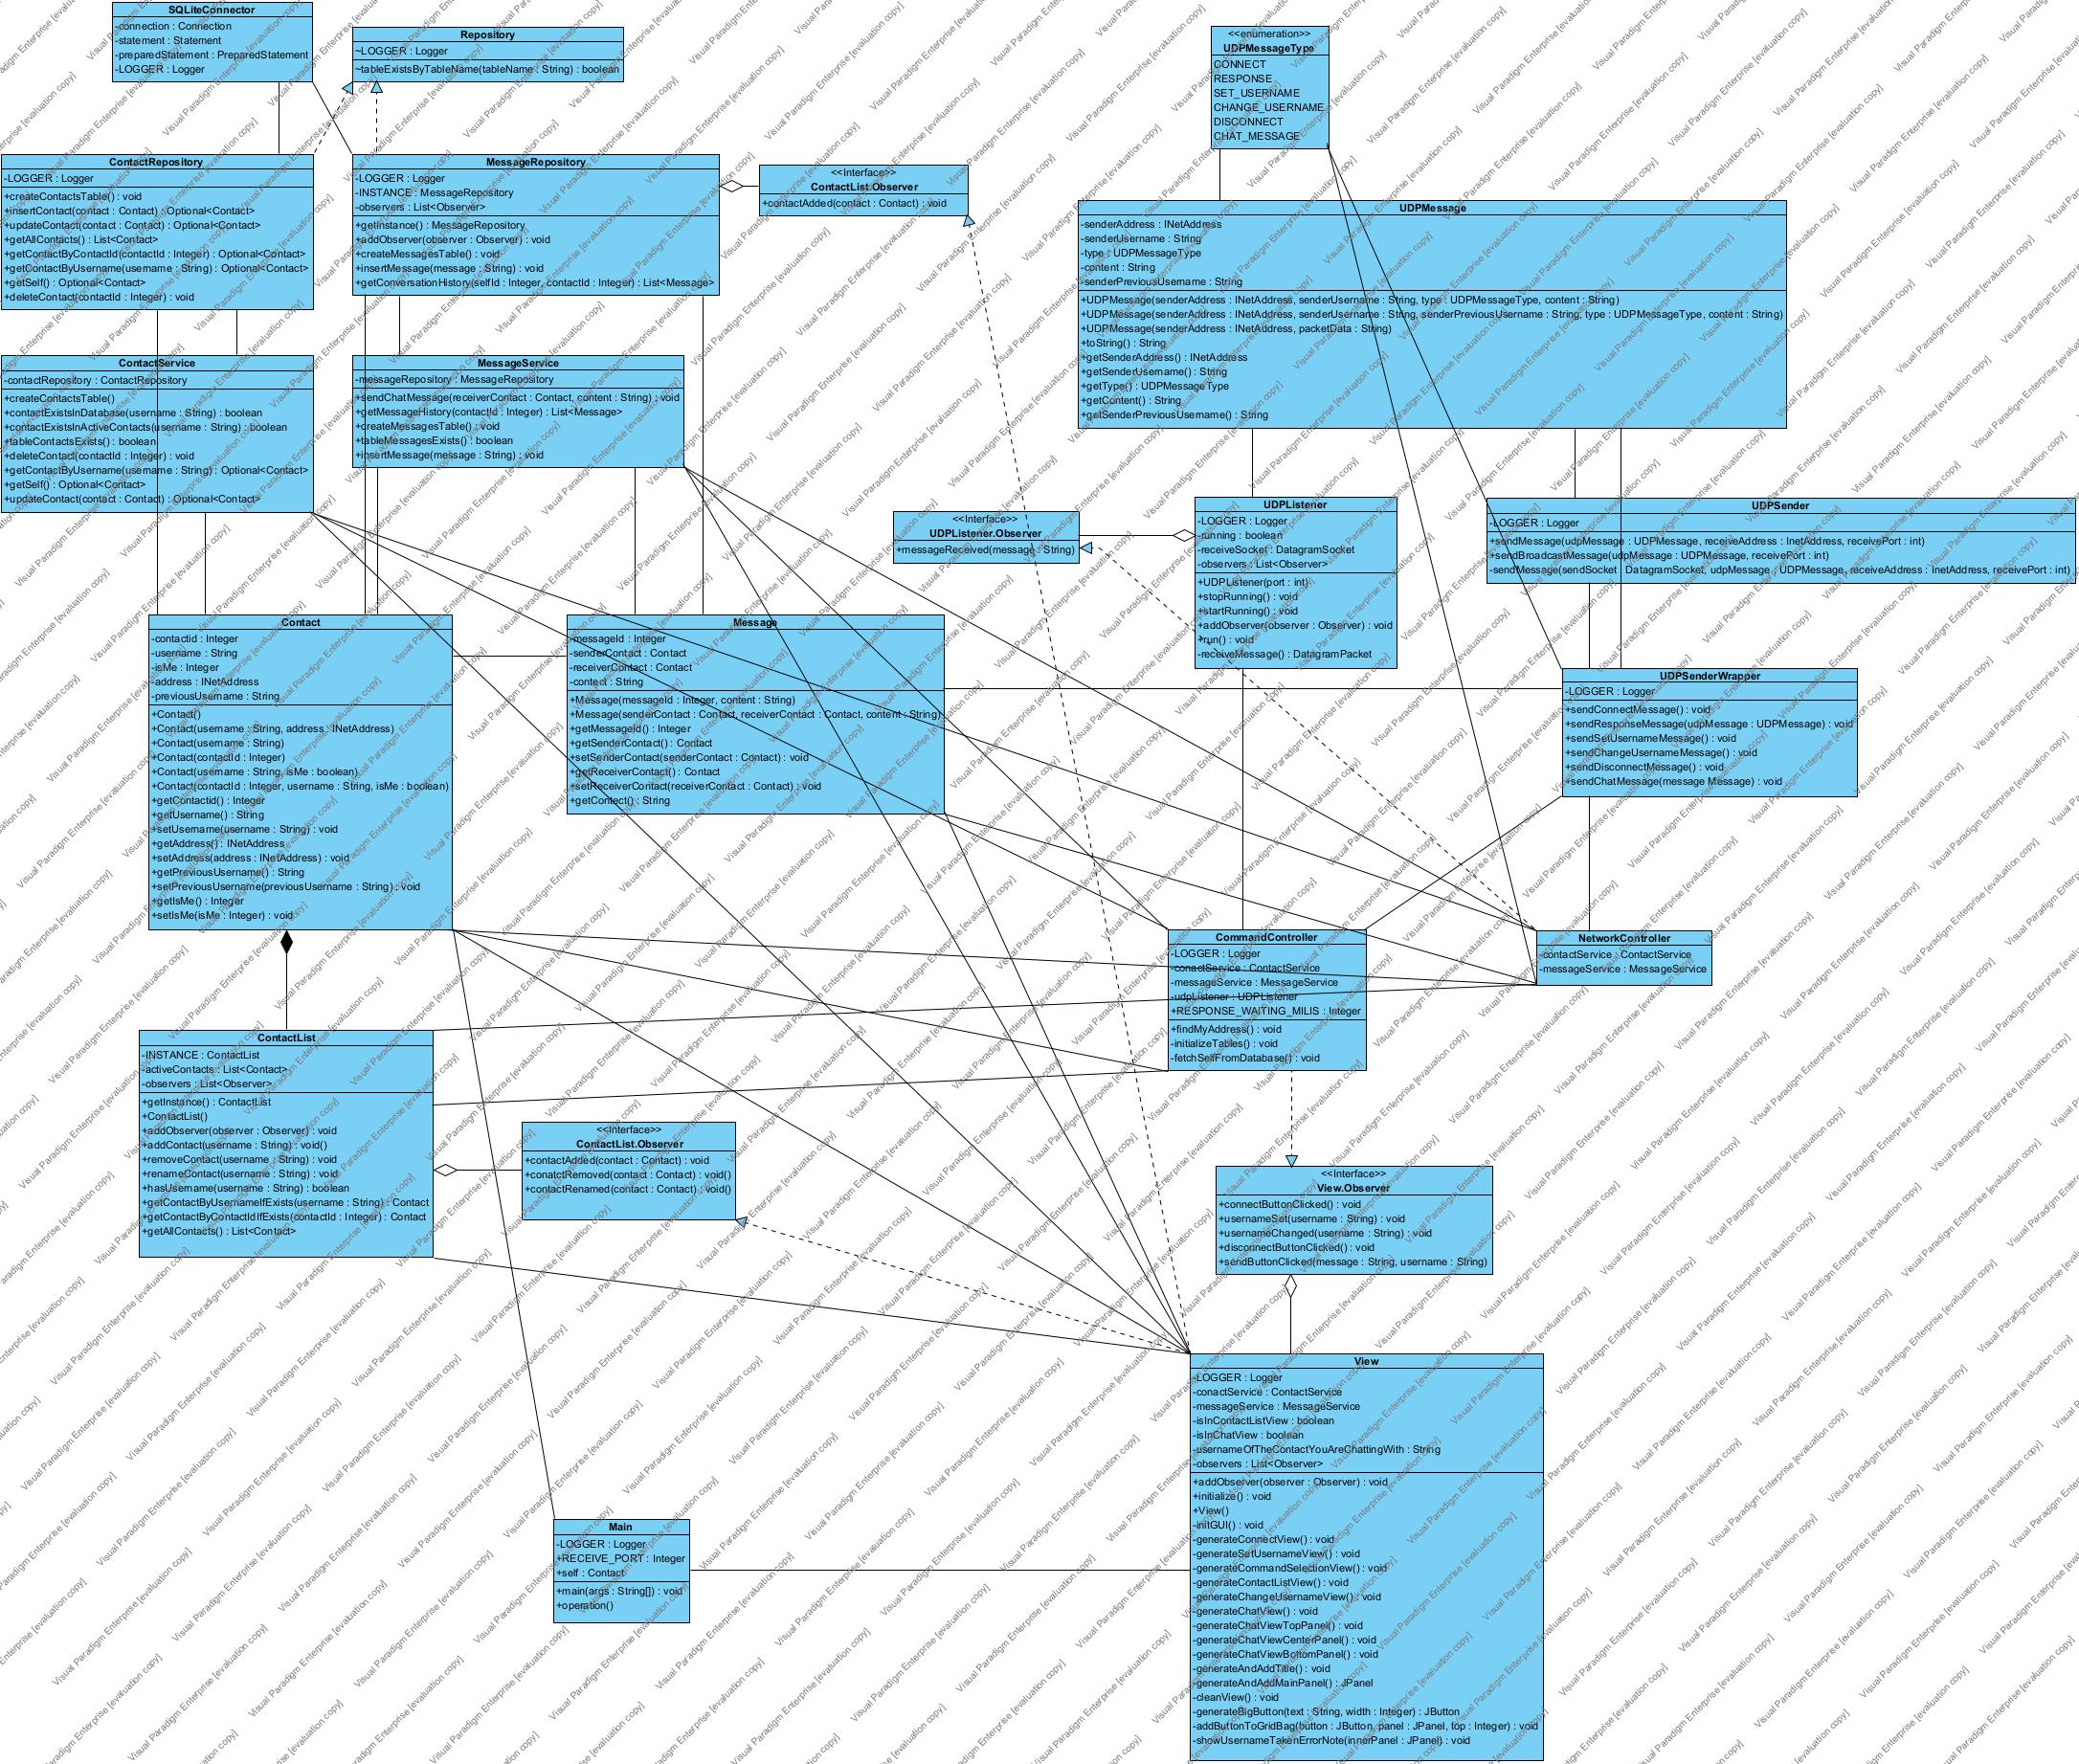 SQLiteConnector
-connection : Connection
-statement : Statement
-preparedStatement : PreparedStatement
-LOGGER : Logger
Repository
~LOGGER : Logger
~tableExistsByTableName(tableName : String) : boolean
<<enumeration>>
UDPMessageType
CONNECT
RESPONSE
SET_USERNAME
CHANGE_USERNAME
DISCONNECT
CHAT_MESSAGE
ContactRepository
-LOGGER : Logger
+createContactsTable() : void
+insertContact(contact : Contact) : Optional<Contact>
+updateContact(contact : Contact) : Optional<Contact>
+getAllContacts() : List<Contact>
+getContactByContactId(contactId : Integer) : Optional<Contact>
+getContactByUsername(username : String) : Optional<Contact>
+getSelf() : Optional<Contact>
+deleteContact(contactId : Integer) : void
MessageRepository
-LOGGER : Logger
-INSTANCE : MessageRepository
-observers : List<Observer>
+getInstance() : MessageRepository
+addObserver(observer : Observer) : void
+createMessagesTable() : void
+insertMessage(message : String) : void
+getConversationHistory(selfId : Integer, contactId : Integer) : List<Message>
<<Interface>>
ContactList.Observer
+contactAdded(contact : Contact) : void
UDPMessage
-senderAddress : INetAddress
-senderUsername : String
-type : UDPMessageType
-content : String
-senderPreviousUsername : String
+UDPMessage(senderAddress : INetAddress, senderUsername : String, type : UDPMessageType, content : String)
+UDPMessage(senderAddress : INetAddress, senderUsername : String, senderPreviousUsername : String, type : UDPMessageType, content : String)
+UDPMessage(senderAddress : INetAddress, packetData : String)
+toString() : String
+getSenderAddress() : INetAddress
+getSenderUsername() : String
+getType() : UDPMessageType
+getContent() : String
+getSenderPreviousUsername() : String
ContactService
-contactRepository : ContactRepository
+createContactsTable()
+contactExistsInDatabase(username : String) : boolean
+contactExistsInActiveContacts(username : String) : boolean
+tableContactsExists() : boolean
+deleteContact(contactId : Integer) : void
+getContactByUsername(username : String) : Optional<Contact>
+getSelf() : Optional<Contact>
+updateContact(contact : Contact) : Optional<Contact>
MessageService
-messageRepository : MessageRepository
+sendChatMessage(receiverContact : Contact, content : String) : void
+getMessageHistory(contactId : Integer) : List<Message>
+createMessagesTable() : void
+tableMessagesExists() : boolean
+insertMessage(message : String) : void
<<Interface>>
UDPListener.Observer
+messageReceived(message : String)
UDPListener
-LOGGER : Logger
-running : boolean
-receiveSocket : DatagramSocket
-observers : List<Observer>
+UDPListener(port : int)
+stopRunning() : void
+startRunning() : void
+addObserver(observer : Observer) : void
+run() : void
-receiveMessage() : DatagramPacket
UDPSender
-LOGGER : Logger
+sendMessage(udpMessage : UDPMessage, receiveAddress : InetAddress, receivePort : int)
+sendBroadcastMessage(udpMessage : UDPMessage, receivePort : int)
-sendMessage(sendSocket : DatagramSocket, udpMessage : UDPMessage, receiveAddress : InetAddress, receivePort : int)
Contact
-contactid : Integer
-username : String
-isMe : Integer
-address : INetAddress
-previousUsername : String
+Contact()
+Contact(username : String, address : INetAddress)
+Contact(username : String)
+Contact(contactId : Integer)
+Contact(username : String, isMe : boolean)
+Contact(contactId : Integer, username : String, isMe : boolean)
+getContactid() : Integer
+getUsername() : String
+setUsername(username : String) : void
+getAddress() : INetAddress
+setAddress(address : INetAddress) : void
+getPreviousUsername() : String
+setPreviousUsername(previousUsername : String) : void
+getIsMe() : Integer
+setIsMe(isMe : Integer) : void
Message
-messageId : Integer
-senderContact : Contact
-receiverContact : Contact
-contect : String
+Message(messageId : Integer, content : String)
+Message(senderContact : Contact, receiverContact : Contact, content : String)
+getMessageId() : Integer
+getSenderContact() : Contact
+setSenderContact(senderContact : Contact) : void
+getReceiverContact() : Contact
+setReceiverContact(receiverContact : Contact) : void
+getContect() : String
UDPSenderWrapper
-LOGGER : Logger
+sendConnectMessage() : void
+sendResponseMessage(udpMessage : UDPMessage) : void
+sendSetUsernameMessage() : void
+sendChangeUsernameMessage() : void
+sendDisconnectMessage() : void
+sendChatMessage(message Message) : void
CommandController
-LOGGER : Logger
-conactService : ContactService
-messageService : MessageService
-udpListener : UDPListener
+RESPONSE_WAITING_MILIS : Integer
+findMyAddress() : void
-initializeTables() : void
-fetchSelfFromDatabase() : void
NetworkController
-contactService : ContactService
-messageService : MessageService
ContactList
-INSTANCE : ContactList
-activeContacts : List<Contact>
-observers : List<Observer>
+getInstance() : ContactList
+ContactList()
+addObserver(observer : Observer) : void
+addContact(username : String) : void()
+removeContact(username : String) : void
+renameContact(username : String) : void
+hasUsername(username : String) : boolean
+getContactByUsernameIfExists(username : String) : Contact
+getContactByContactIdIfExists(contactId : Integer) : Contact
+getAllContacts() : List<Contact>
<<Interface>>
ContactList.Observer
+contactAdded(contact : Contact) : void
+conatctRemoved(contact : Contact) : void()
+contactRenamed(contact : Contact) : void()
<<Interface>>
View.Observer
+connectButtonClicked() : void
+usernameSet(username : String) : void
+usernameChanged(username : String) : void
+disconnectButtonClicked() : void
+sendButtonClicked(message : String, username : String)
View
-LOGGER : Logger
-conactService : ContactService
-messageService : MessageService
-isInContactListView : boolean
-isInChatView : boolean
-usernameOfTheContactYouAreChattingWith : String
-observers : List<Observer>
+addObserver(observer : Observer) : void
+initialize() : void
+View()
-initGUI() : void
-generateConnectView() : void
-generateSetUsernameView() : void
-generateCommandSelectionView() : void
-generateContactListView() : void
-generateChangeUsernameView() : void
-generateChatView() : void
-generateChatViewTopPanel() : void
-generateChatViewCenterPanel() : void
-generateChatViewBottomPanel() : void
-generateAndAddTitle() : void
-generateAndAddMainPanel() : JPanel
-cleanView() : void
-generateBigButton(text : String, width : Integer) : JButton
-addButtonToGridBag(button : JButton, panel : JPanel, top : Integer) : void
-showUsernameTakenErrorNote(innerPanel : JPanel) : void
Main
-LOGGER : Logger
+RECEIVE_PORT : Integer
+self : Contact
+main(args : String[]) : void
+operation()
Visual Paradigm Enterprise [evaluation copy]